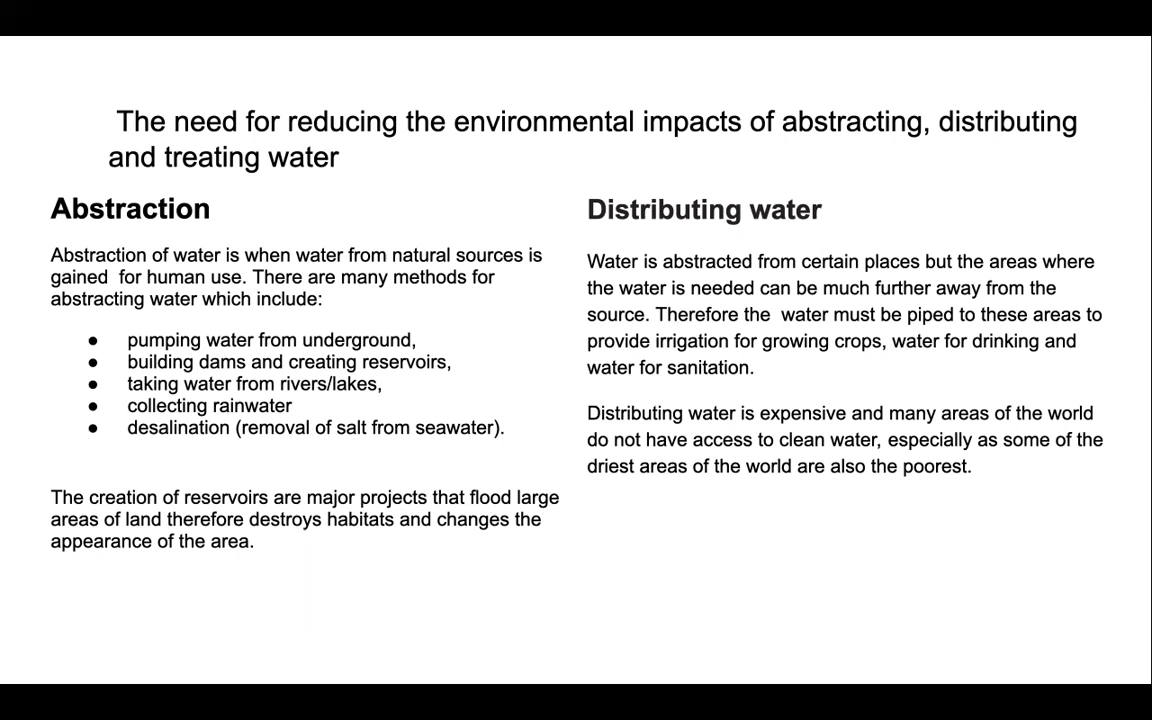 The need for reducing the environmental impacts of abstracting, distributing
and treating water
Abstraction
Abstraction of water is when water from natural sources is
gained  for human use. There are many methods for
abstracting water which include:
● pumping water from underground,
● building dams and creating reservoirs,
● taking water from rivers/lakes,
● collecting rainwater
● desalination (removal of salt from seawater).
The creation of reservoirs are major projects that flood large
areas of land therefore destroys habitats and changes the
appearance of the area.
Distributing water
Water is abstracted from certain places but the areas where
the water is needed can be much further away from the
source. Therefore the  water must be piped to these areas to
provide irrigation for growing crops, water for drinking and
water for sanitation.
Distributing water is expensive and many areas of the world
do not have access to clean water, especially as some of the
driest areas of the world are also the poorest.